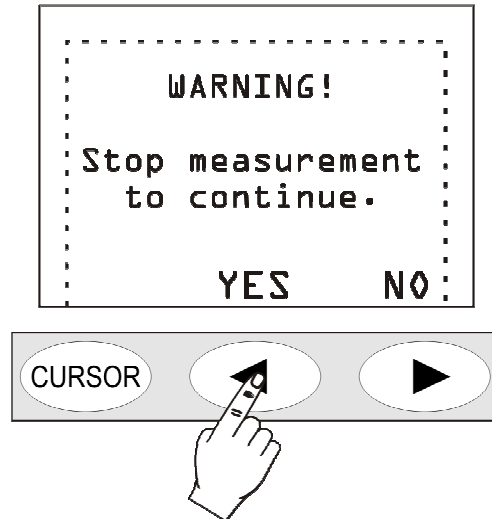 WARNING!
Stop measurement
to continue.
YES NO
CURSOR